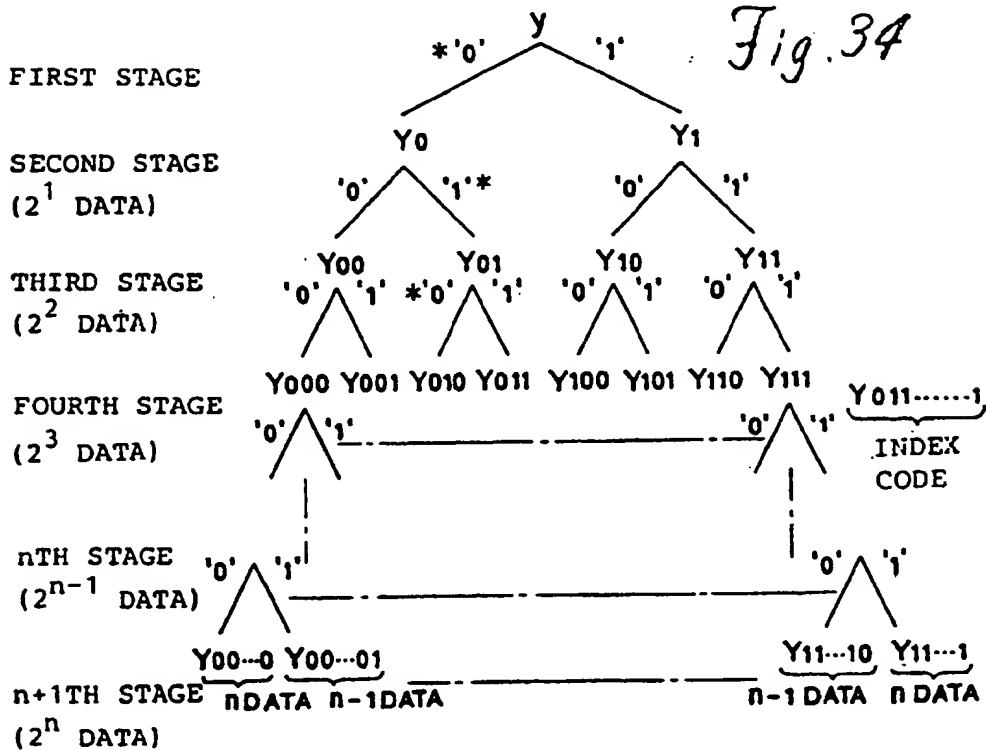 Fig. 34
y
*'0' '1'
FIRST STAGE
Y0 Y1
SECOND STAGE
(2^1 DATA)
'0' '1'* '0' '1'
Y00 Y01 Y10 Y11
THIRD STAGE
(2^2 DATA)
'0' '1' *'0' '1' '0' '1' '0' '1'
Y000 Y001 Y010 Y011 Y100 Y101 Y110 Y111
FOURTH STAGE
(2^3 DATA)
'0' '1' '0' '1'
Y011······1
INDEX
CODE
nTH STAGE
(2^n-1 DATA)
'0' '1' '0' '1'
Y00···0 Y00···01 Y11···10 Y11···1
n+1TH STAGE
(2^n DATA)
nDATA n-1DATA n-1 DATA n DATA